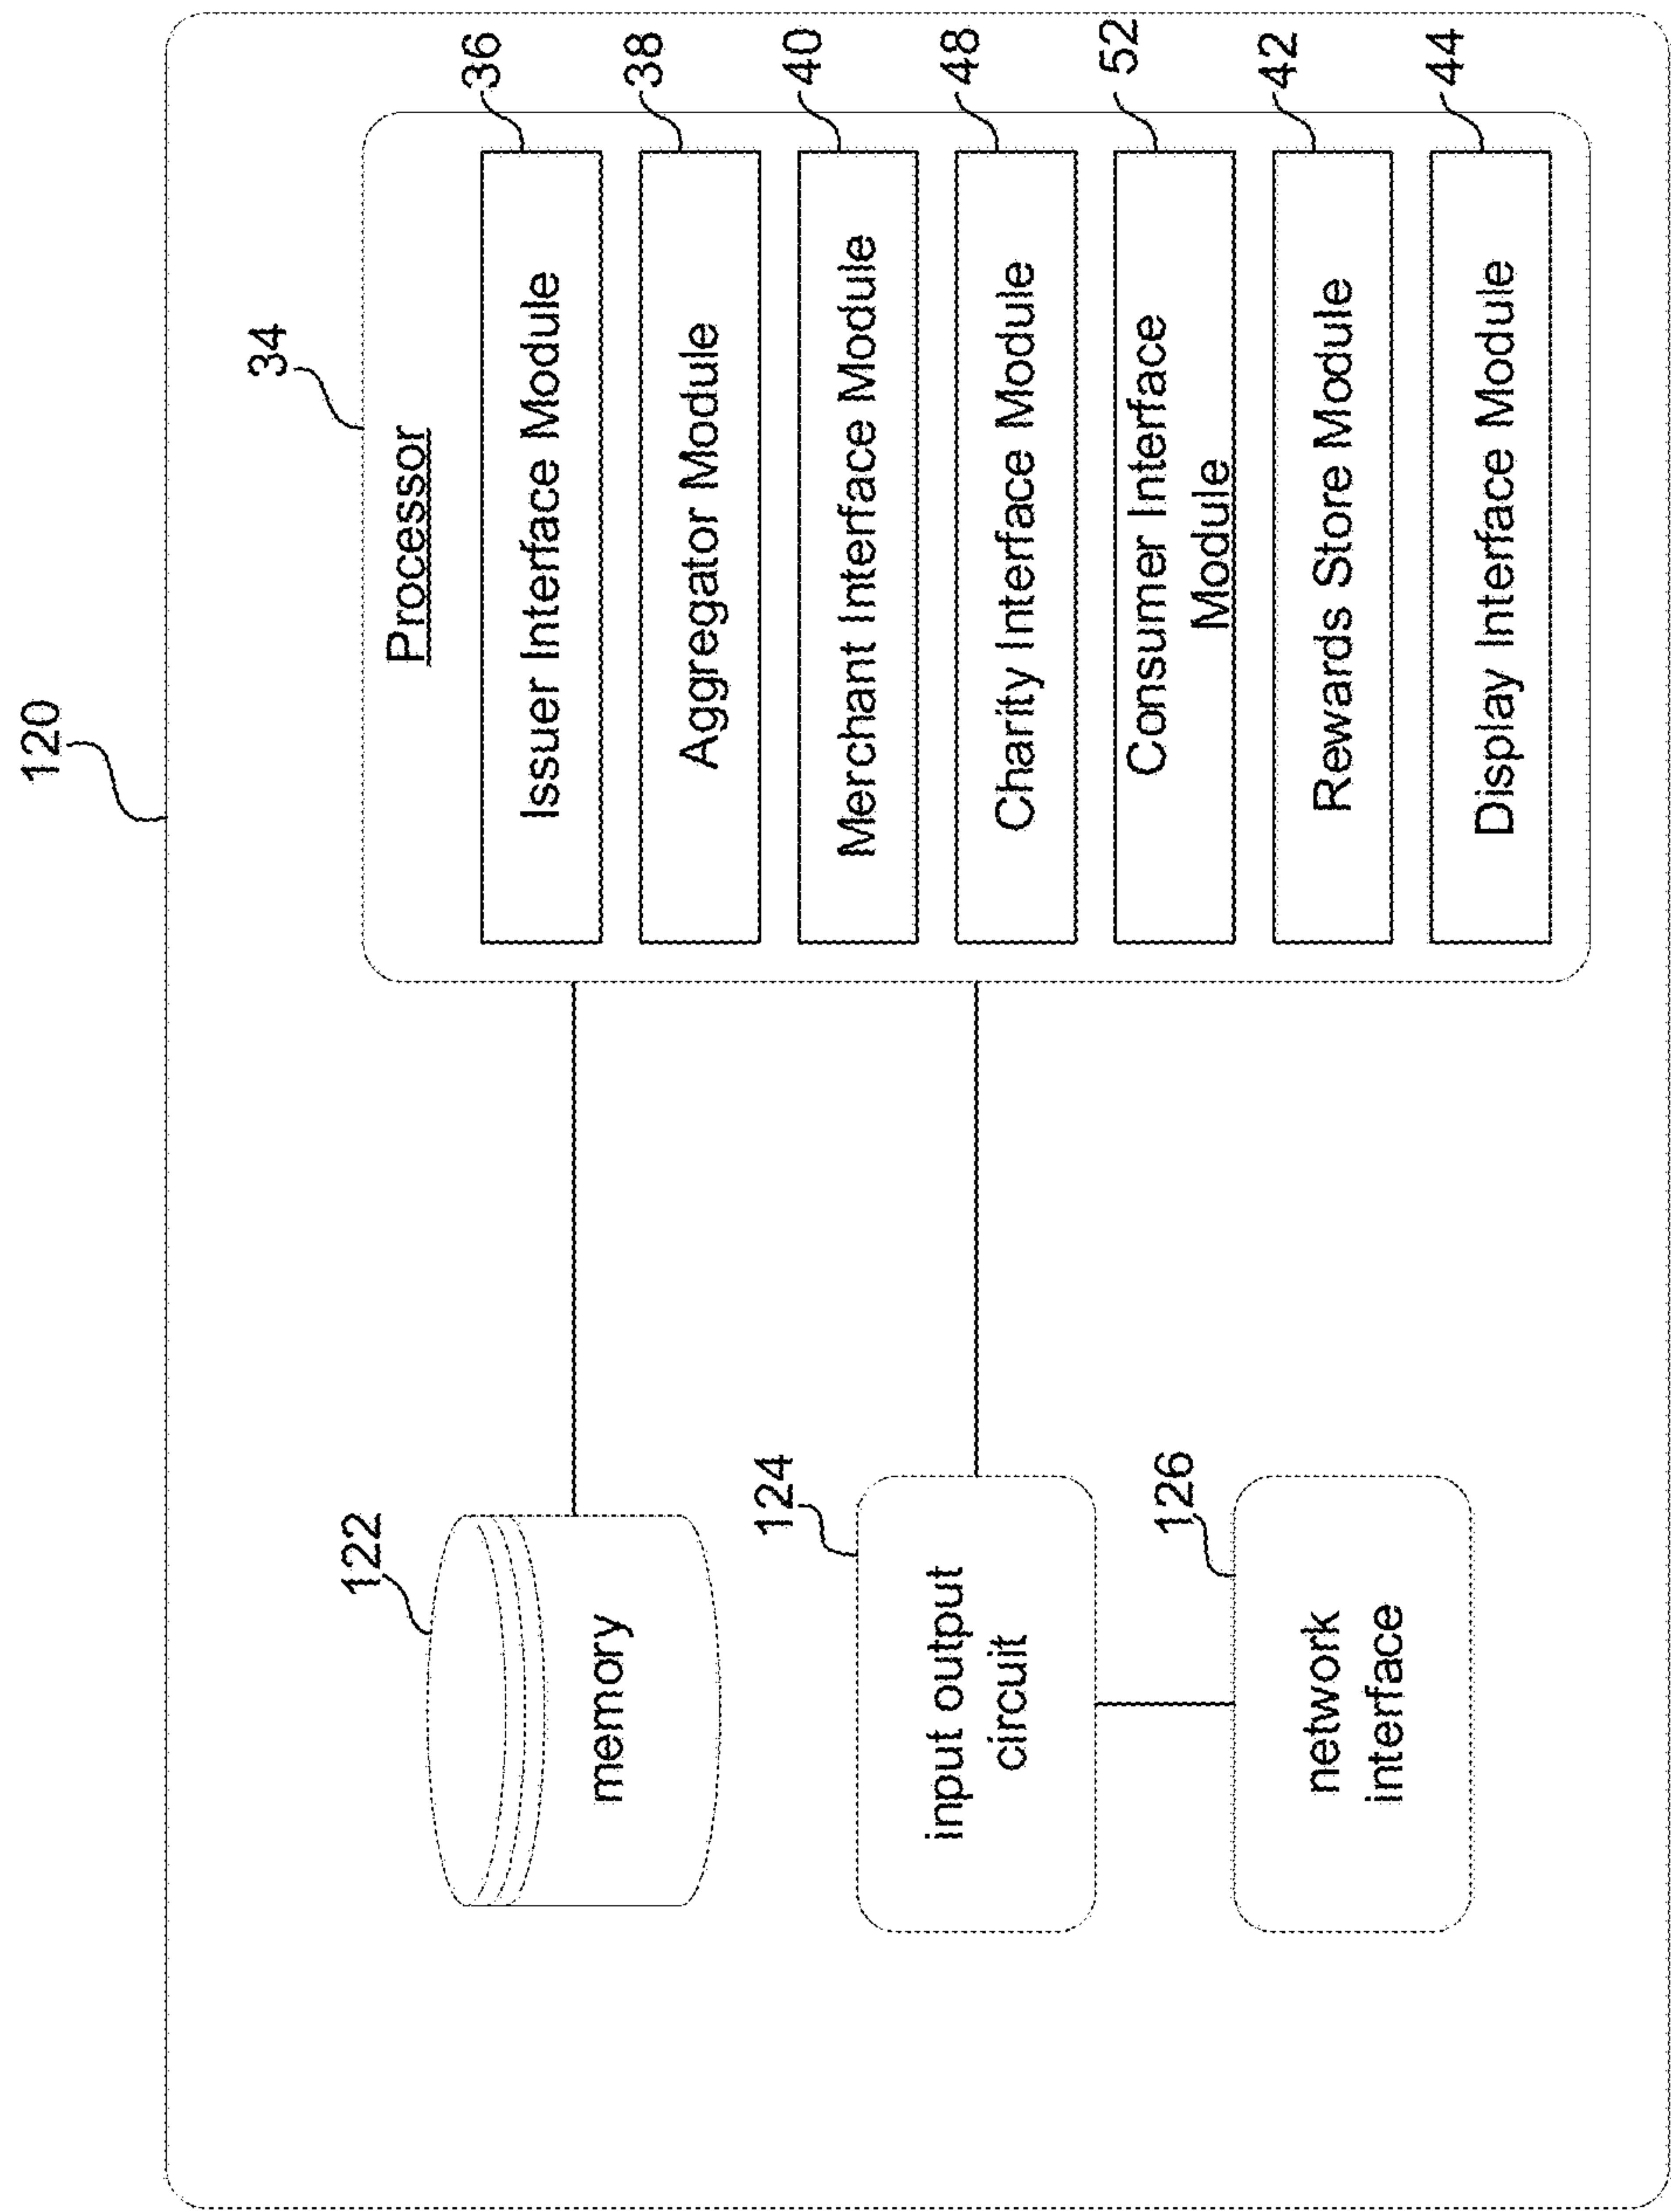 120
34
Processor
Issuer Interface Module
36
Aggregator Module
38
Merchant Interface Module
40
Charity Interface Module
48
Consumer Interface
Module
52
Rewards Store Module
42
Display Interface Module
44
122
memory
124
input output
circuit
126
network
interface